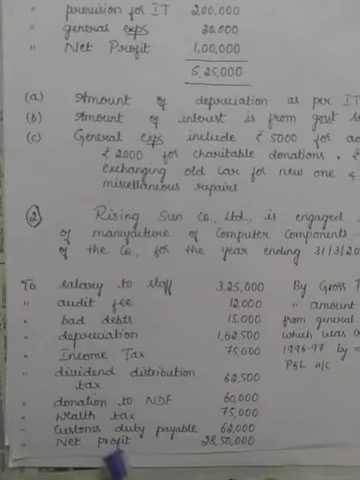 " provision for IT 2,00,000
" general exps 20,000
" Net Profit 1,00,000
5,25,000
(a) Amount of depreciation as per IT
(b) Amount of interest is from govt
(c) General exps include ₹ 5000 for
₹ 2000 for charitable donations, ₹
exchanging old car for new one &
miscellaneous repairs
(2) Rising Sun Co., Ltd., is engaged
of manufacture of Computer Components
of the Co, for the year ending 31/3/20
To salary to staff 3,25,000 By Gross
" audit fee 12,000 " amount
" bad debts 15,000 from general
" depreciation 1,62,500 which was
" Income Tax 75,000 1996-97 by
" dividend distribution P&L A/c
tax 62,500
" donation to NDF 60,000
" Wealth tax 75,000
" Customs duty payable 62,000
" Net profit 28,50,000